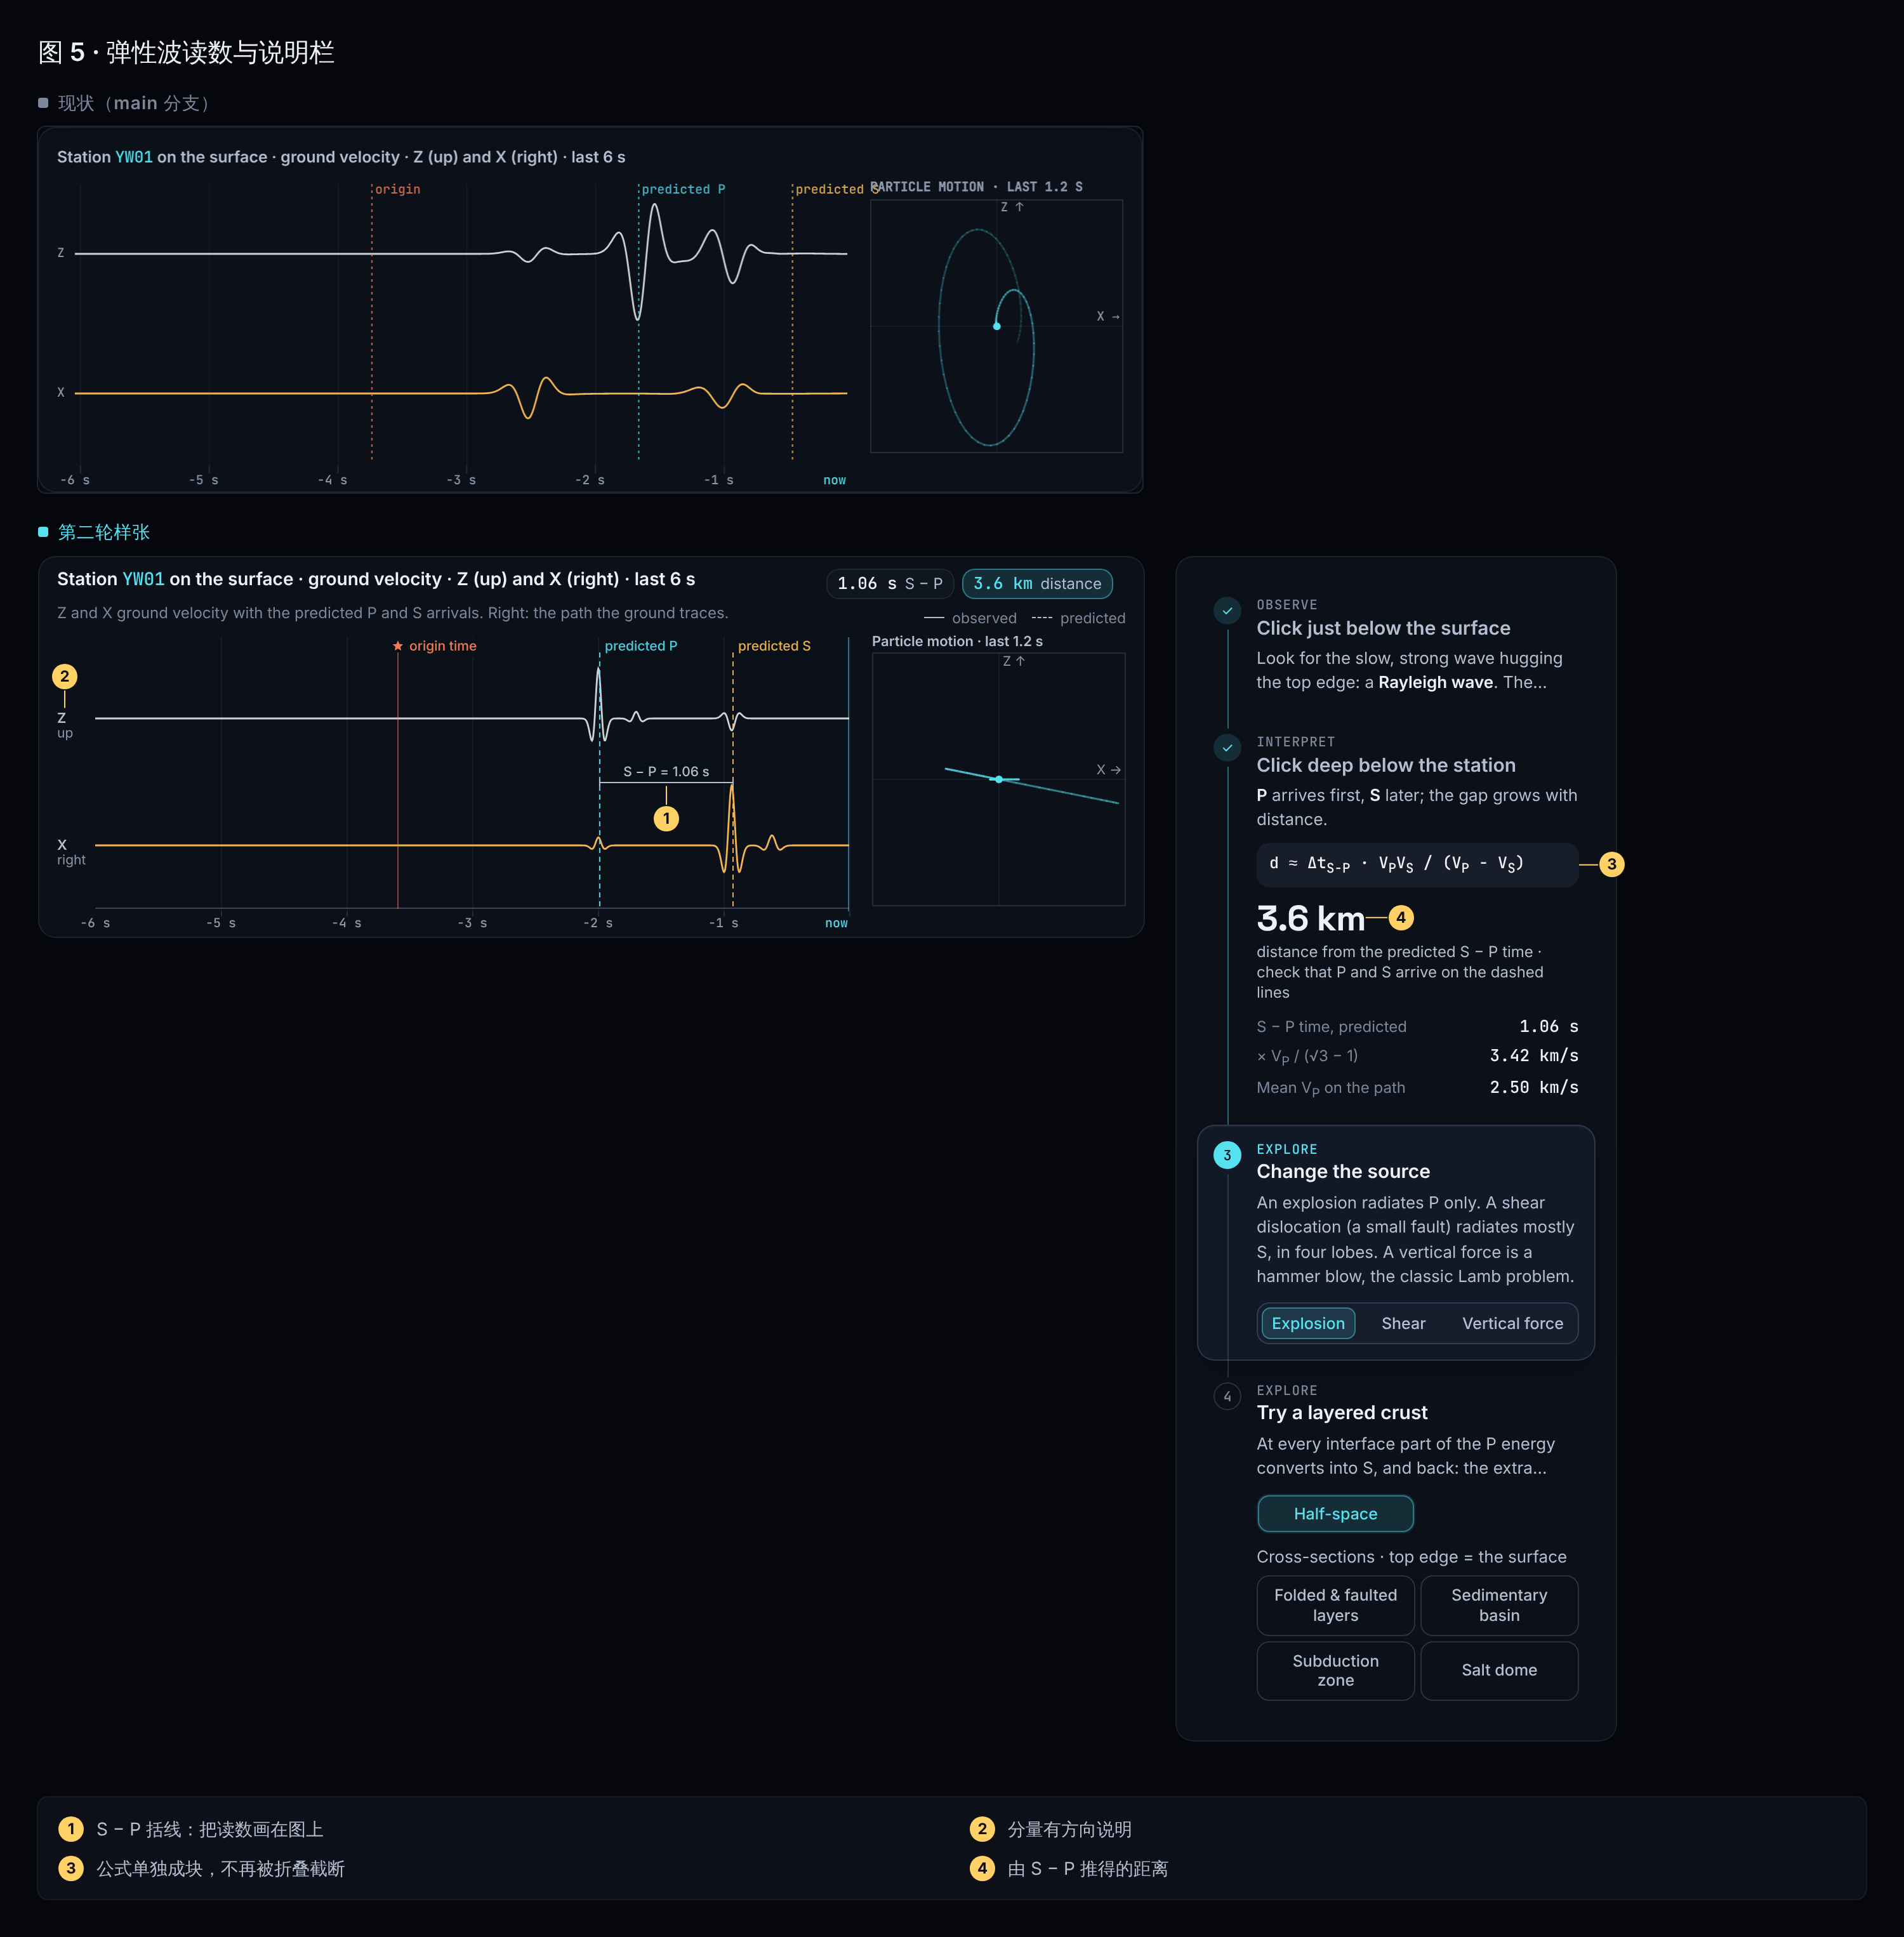 图 5 · 弹性波读数与说明栏
现状（main 分支）
Station YW01 on the surface · ground velocity · Z (up) and X (right) · last 6 s
origin
predicted P
predicted S
PARTICLE MOTION · LAST 1.2 S
Z ↑
Z
X →
X
-6 s
-5 s
-4 s
-3 s
-2 s
-1 s
now
第二轮样张
Station YW01 on the surface · ground velocity · Z (up) and X (right) · last 6 s
1.06 s S − P
3.6 km distance
Z and X ground velocity with the predicted P and S arrivals. Right: the path the ground traces.
observed
predicted
★ origin time
predicted P
predicted S
Particle motion · last 1.2 s
Z ↑
2
Z
up
S − P = 1.06 s
X →
1
X
right
-6 s
-5 s
-4 s
-3 s
-2 s
-1 s
now
OBSERVE
Click just below the surface
Look for the slow, strong wave hugging
the top edge: a Rayleigh wave. The...
INTERPRET
Click deep below the station
P arrives first, S later; the gap grows with
distance.
d ≈ Δt_S-P · V_PV_S / (V_P - V_S)
3
3.6 km
4
distance from the predicted S − P time ·
check that P and S arrive on the dashed
lines
S − P time, predicted 1.06 s
× V_P / (√3 − 1) 3.42 km/s
Mean V_P on the path 2.50 km/s
3
EXPLORE
Change the source
An explosion radiates P only. A shear
dislocation (a small fault) radiates mostly
S, in four lobes. A vertical force is a
hammer blow, the classic Lamb problem.
Explosion
Shear
Vertical force
4
EXPLORE
Try a layered crust
At every interface part of the P energy
converts into S, and back: the extra...
Half-space
Cross-sections · top edge = the surface
Folded & faulted
layers
Sedimentary
basin
Subduction
zone
Salt dome
1 S − P 括线：把读数画在图上
2 分量有方向说明
3 公式单独成块，不再被折叠截断
4 由 S − P 推得的距离